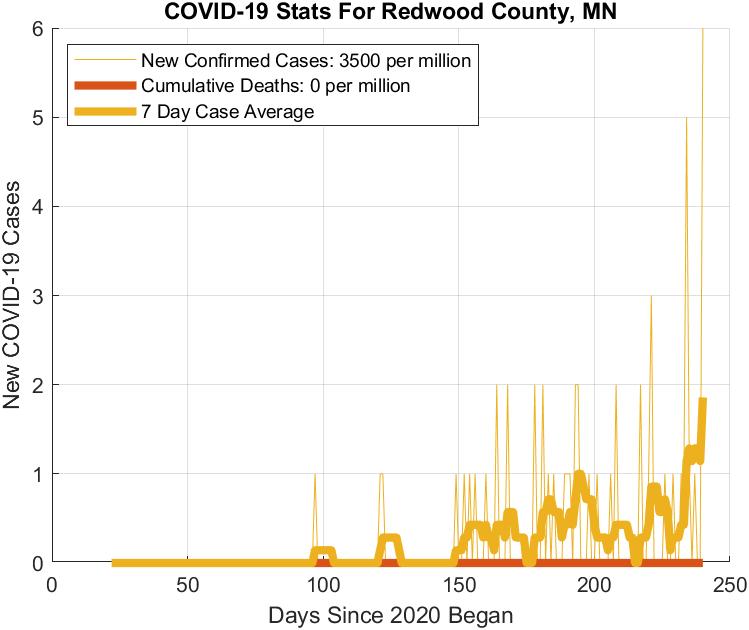 COVID-19 Stats For Redwood County, MN
New Confirmed Cases: 3500 per million
Cumulative Deaths: 0 per million
7 Day Case Average
New COVID-19 Cases
6
5
4
3
2
1
0
0 50 100 150 200 250
Days Since 2020 Began